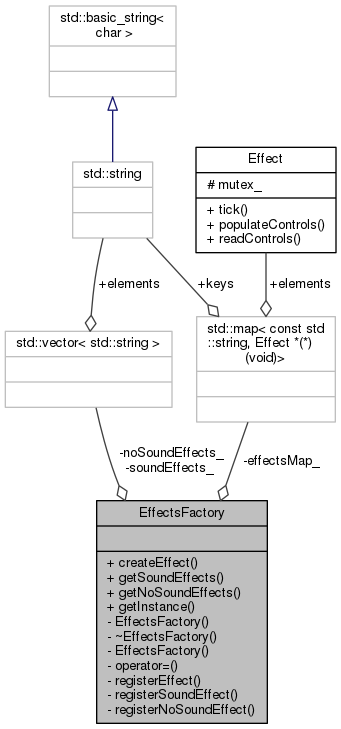 std::basic_string<
char >
std::string
Effect
# mutex_
+ tick()
+ populateControls()
+ readControls()
+elements
+keys
+elements
std::vector< std::string >
std::map< const std
::string, Effect *(*)
(void)>
-noSoundEffects_
-soundEffects_
-effectsMap_
EffectsFactory
+ createEffect()
+ getSoundEffects()
+ getNoSoundEffects()
+ getInstance()
- EffectsFactory()
- ~EffectsFactory()
- EffectsFactory()
- operator=()
- registerEffect()
- registerSoundEffect()
- registerNoSoundEffect()